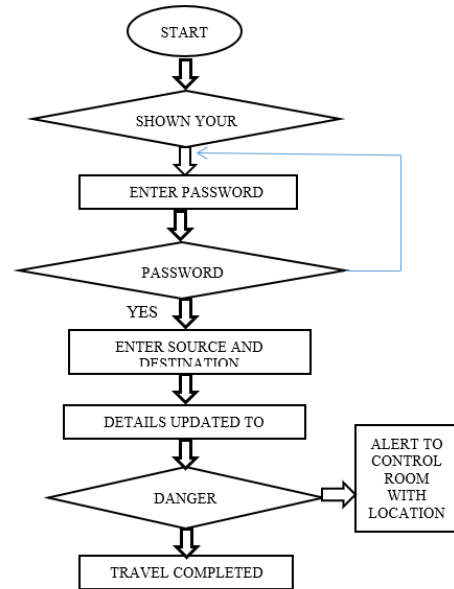 START
SHOWN YOUR
ENTER PASSWORD
PASSWORD
YES
ENTER SOURCE AND
DESTINATION
DETAILS UPDATED TO
ALERT TO
CONTROL
ROOM
WITH
LOCATION
DANGER
TRAVEL COMPLETED